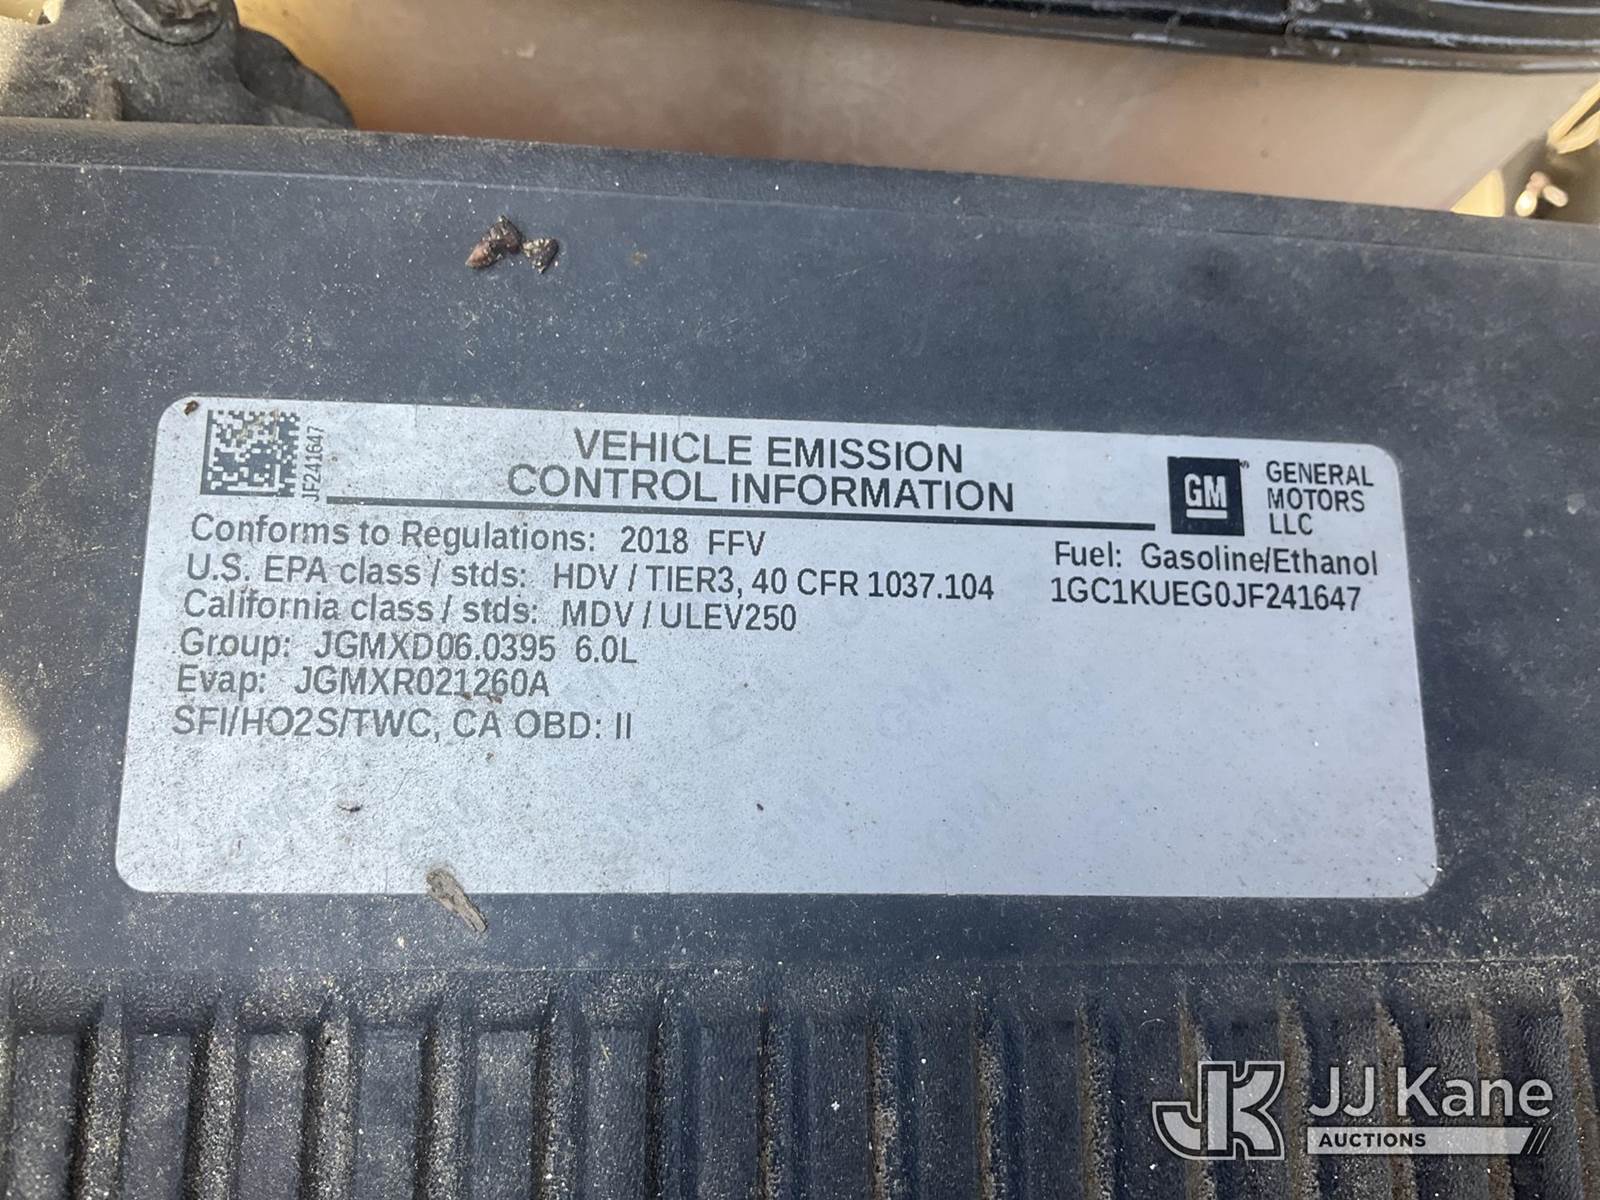 JF241647
VEHICLE EMISSION
CONTROL INFORMATION
GM
GENERAL
MOTORS
LLC
Conforms to Regulations: 2018 FFV
Fuel: Gasoline/Ethanol
U.S. EPA class / stds: HDV / TIER3, 40 CFR 1037.104
1GC1KUEG0JF241647
California class / stds: MDV / ULEV250
Group: JGMXD06.0395 6.0L
Evap: JGMXR021260A
SFI/HO2S/TWC, CA OBD: II
JK JJ Kane
AUCTIONS